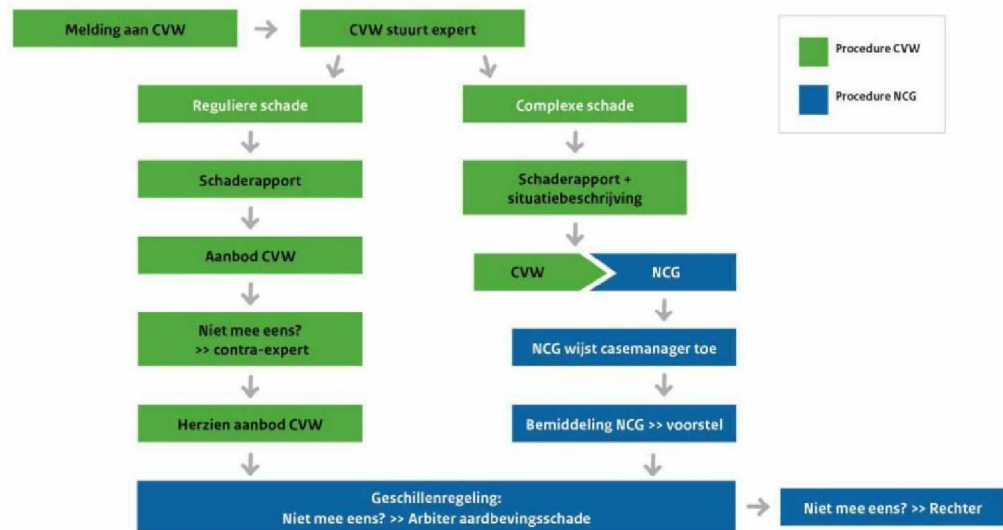 Melding aan CVW
CVW stuurt expert
Procedure CVW
Procedure NCG
Reguliere schade
Complexe schade
Schaderapport
Schaderapport +
situatiebeschrijving
Aanbod CVW
CVW
NCG
Niet mee eens?
>> contra-expert
NCG wijst casemanager toe
Herzien aanbod CVW
Bemiddeling NCG >> voorstel
Geschillenregeling:
Niet mee eens? >> Arbiter aardbevingsschade
Niet mee eens? >> Rechter